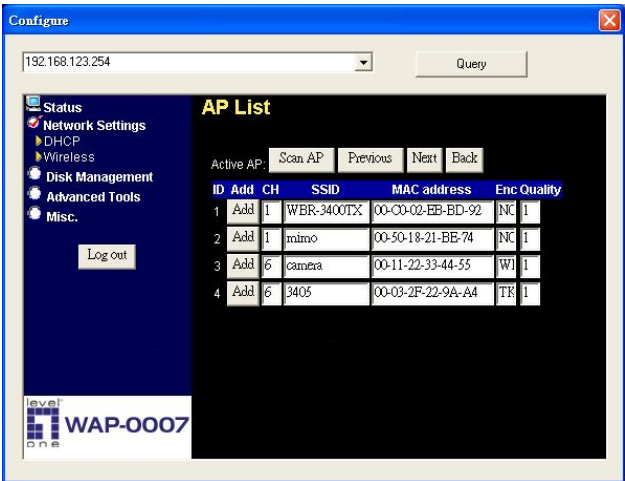 Configure
192.168.123.254
Query
Status
Network Settings
DHCP
Wireless
Disk Management
Advanced Tools
Misc.
Log out
level
one
WAP-0007
AP List
Active AP: Scan AP Previous Next Back
ID Add CH SSID MAC address Enc Quality
1 Add 1 WBR-3400TX 00-C0-02-EB-BD-92 NO 1
2 Add 1 mimo 00-50-18-21-BE-74 NO 1
3 Add 6 camera 00-11-22-33-44-55 WI 1
4 Add 6 3405 00-03-2F-22-9A-A4 TK 1